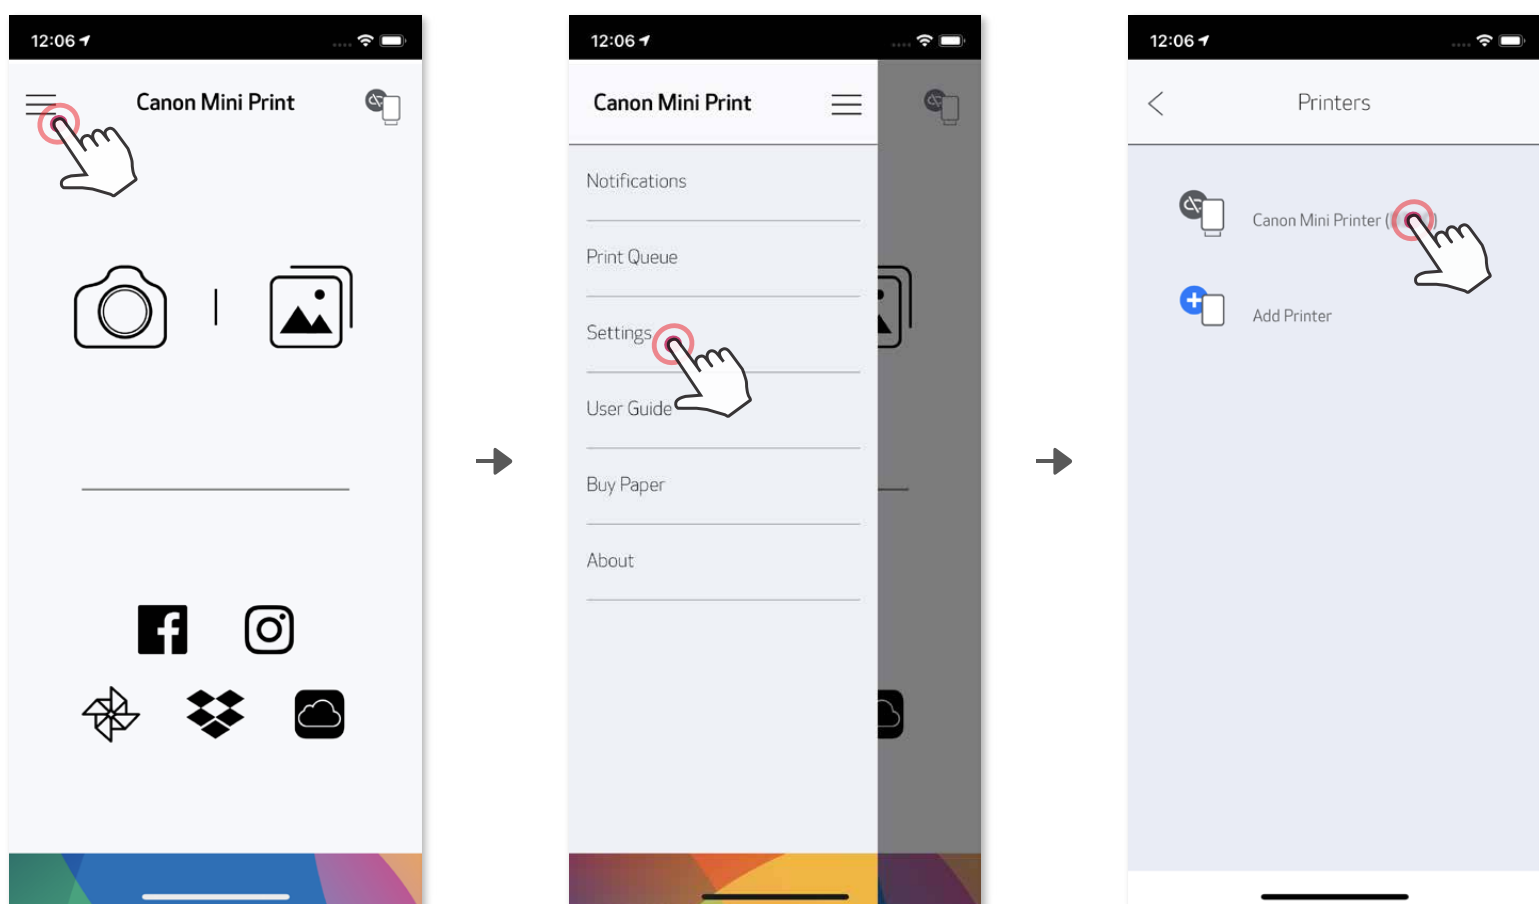 12:06
Canon Mini Print
12:06
Canon Mini Print
Notifications
Print Queue
Settings
User Guide
Buy Paper
About
12:06
Printers
Canon Mini Printer ( )
Add Printer